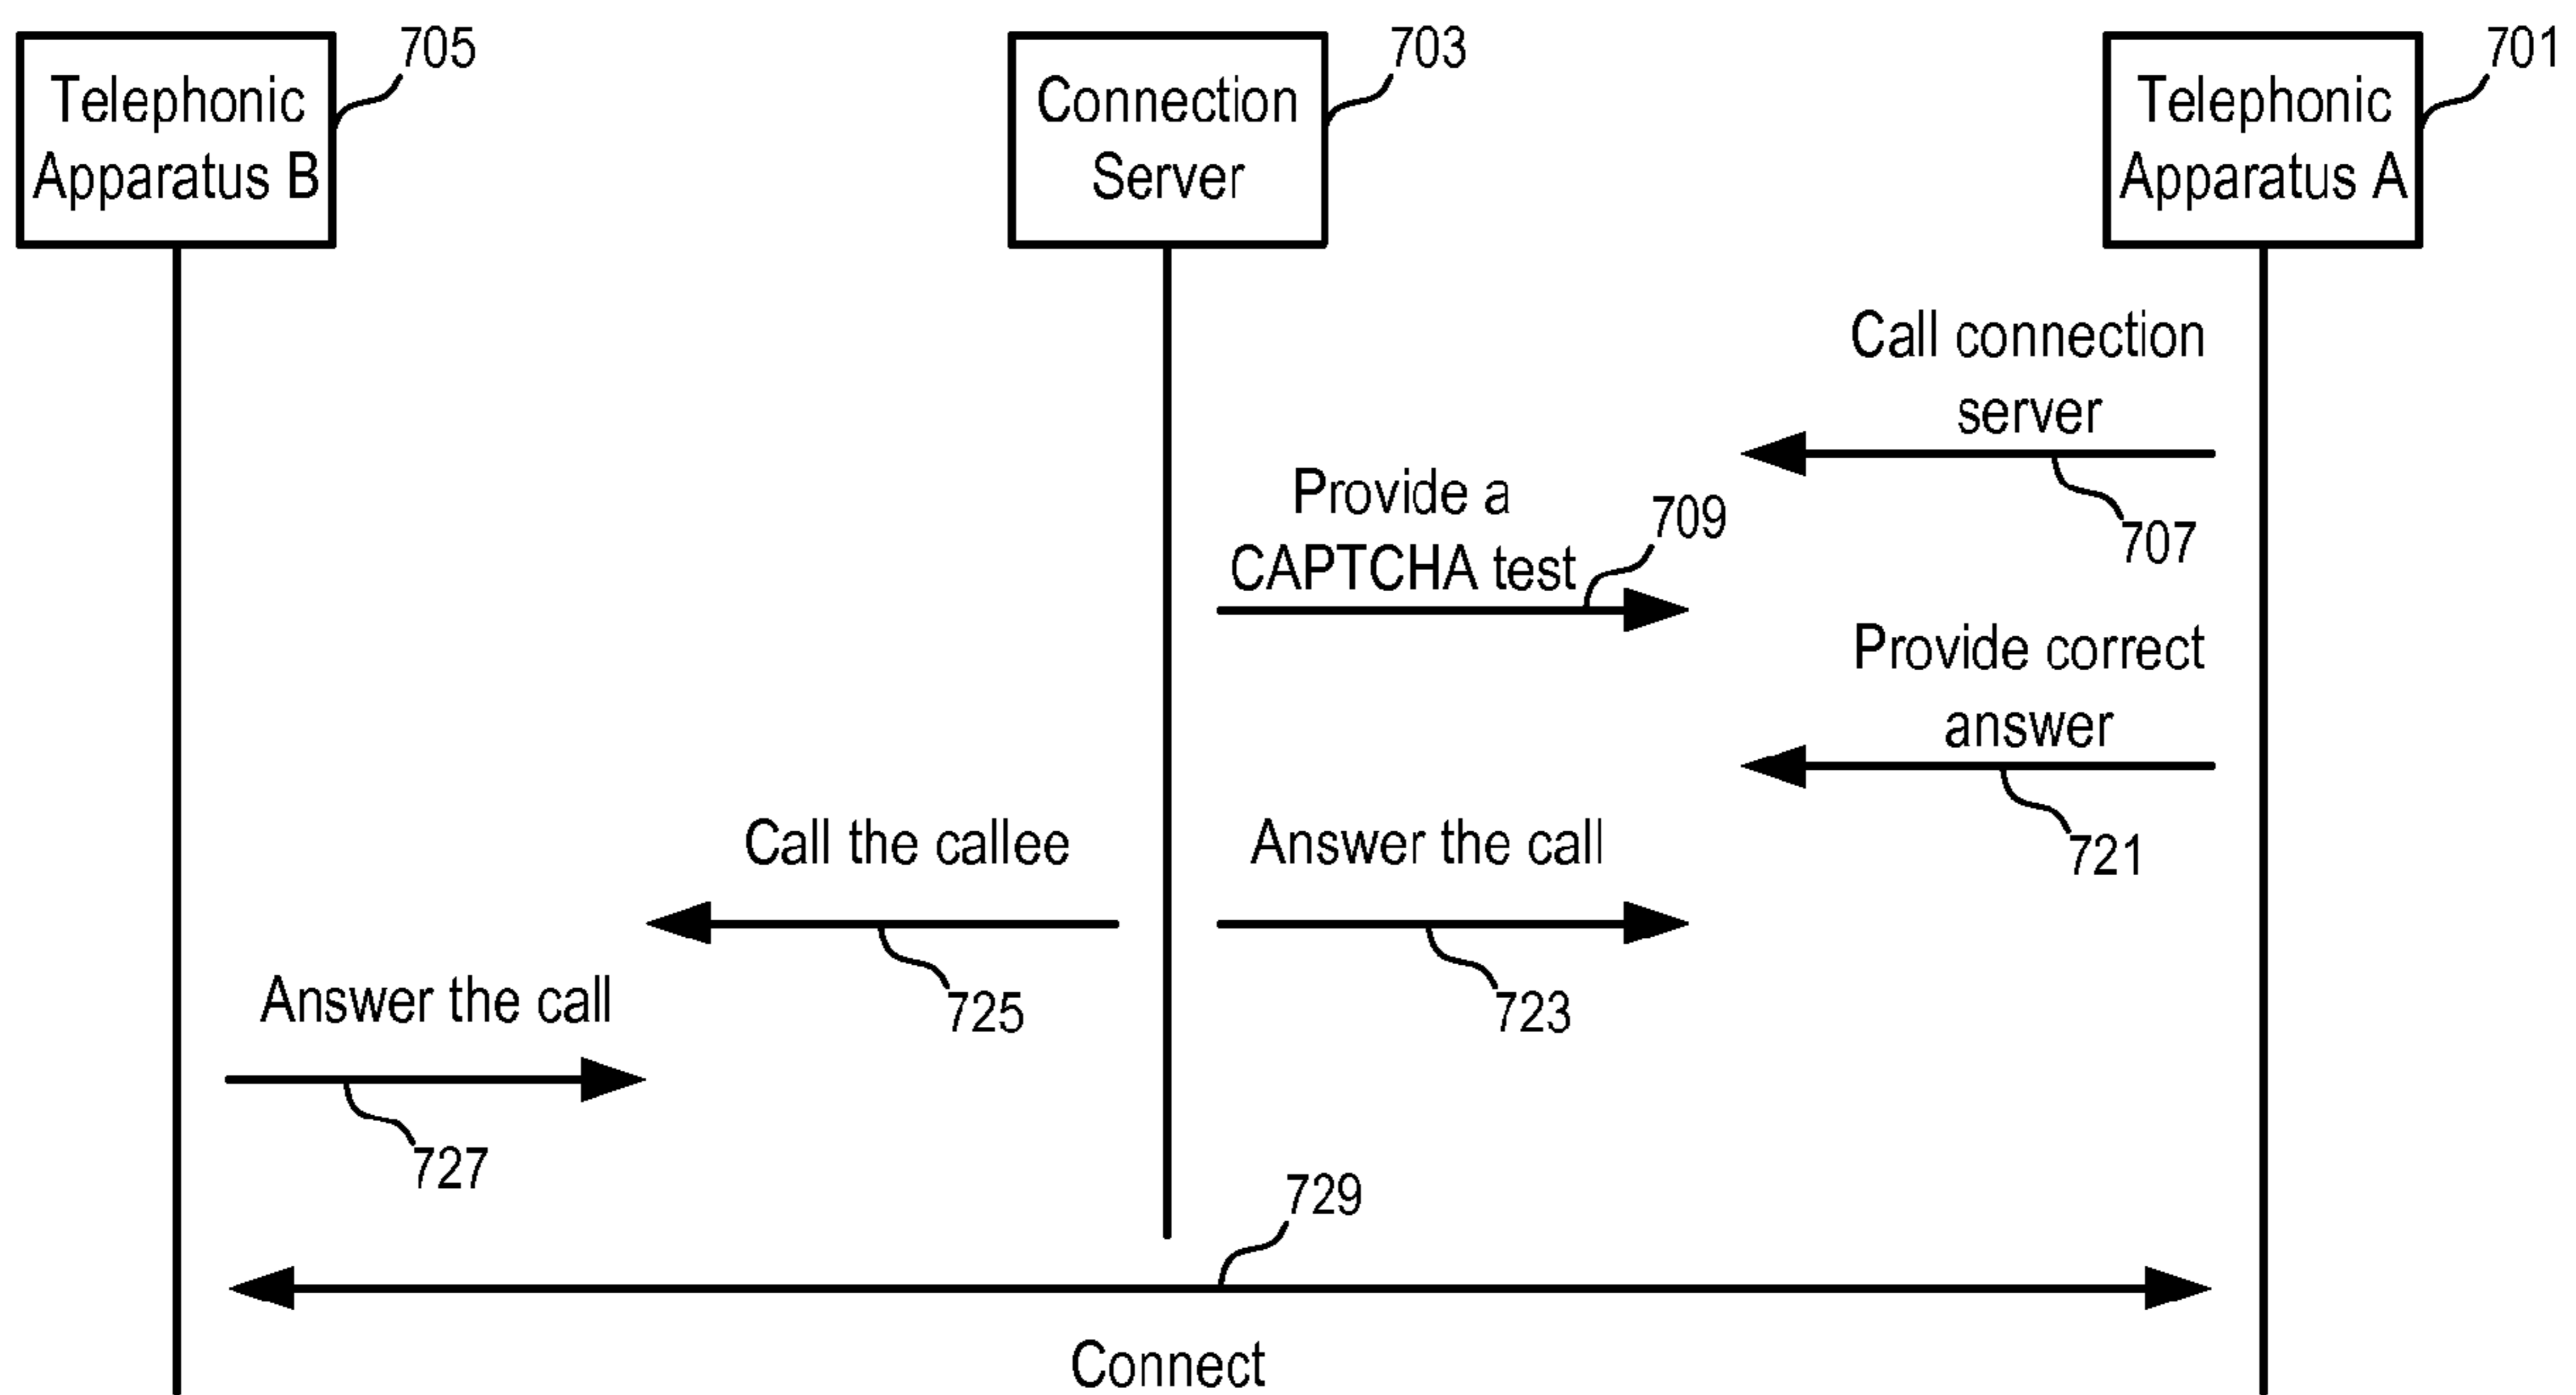 705
Telephonic
Apparatus B
703
Connection
Server
701
Telephonic
Apparatus A
Call connection
server
707
Provide a
CAPTCHA test
709
Provide correct
answer
721
Call the callee
725
Answer the call
723
Answer the call
727
729
Connect